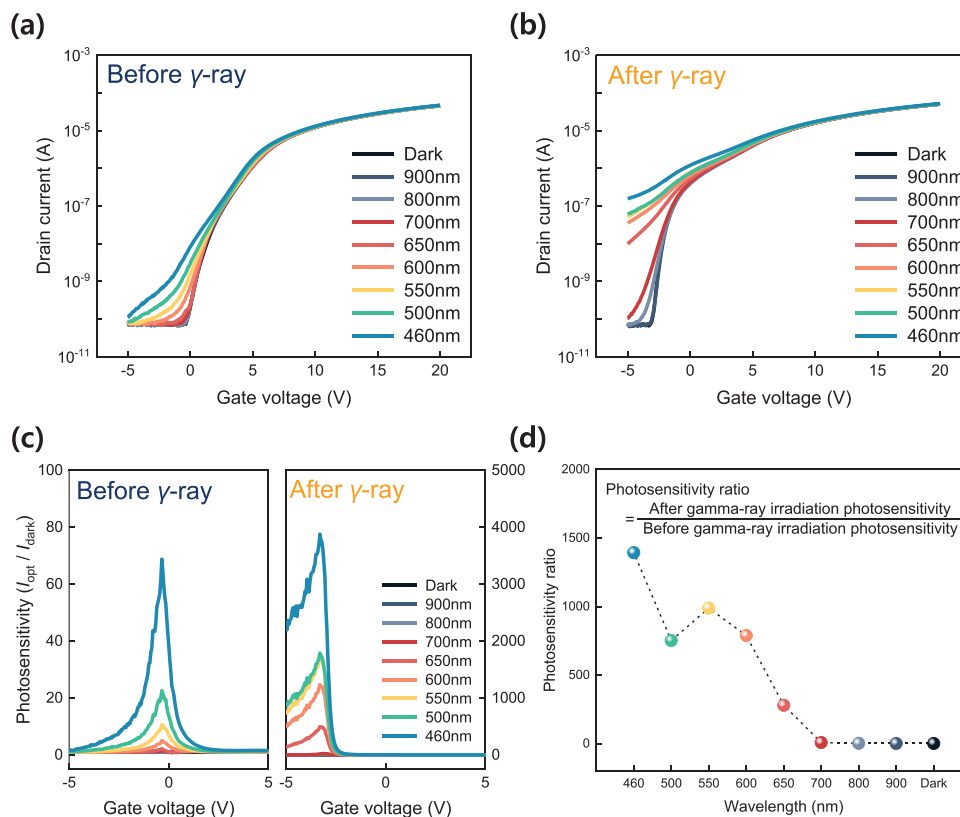 (a)
Before γ-ray
10-3
10-5
10-7
10-9
10-11
Drain current (A)
-5 0 5 10 15 20
Gate voltage (V)
Dark
900nm
800nm
700nm
650nm
600nm
550nm
500nm
460nm
(b)
After γ-ray
10-3
10-5
10-7
10-9
10-11
Drain current (A)
-5 0 5 10 15 20
Gate voltage (V)
Dark
900nm
800nm
700nm
650nm
600nm
550nm
500nm
460nm
(c)
Before γ-ray
100
80
60
40
20
0
Photosensitivity (Iopt / Idark)
-5 0 5
Gate voltage (V)
After γ-ray
5000
4000
3000
2000
1000
0
Dark
900nm
800nm
700nm
650nm
600nm
550nm
500nm
460nm
-5 0 5
Gate voltage (V)
(d)
2000
1500
1000
500
0
Photosensitivity ratio
Photosensitivity ratio
= After gamma-ray irradiation photosensitivity
Before gamma-ray irradiation photosensitivity
460 500 550 600 650 700 800 900 Dark
Wavelength (nm)